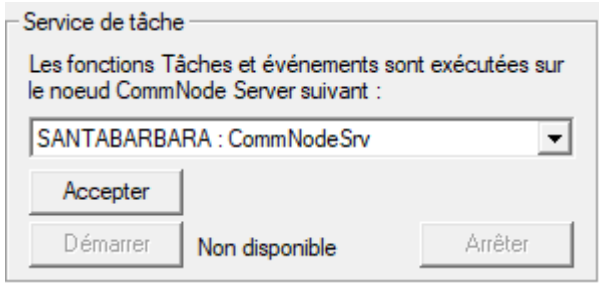 Service de tâche
Les fonctions Tâches et événements sont exécutées sur
le noeud CommNode Server suivant :
SANTABARBARA : CommNodeSrv
Accepter
Démarrer Non disponible Arrêter